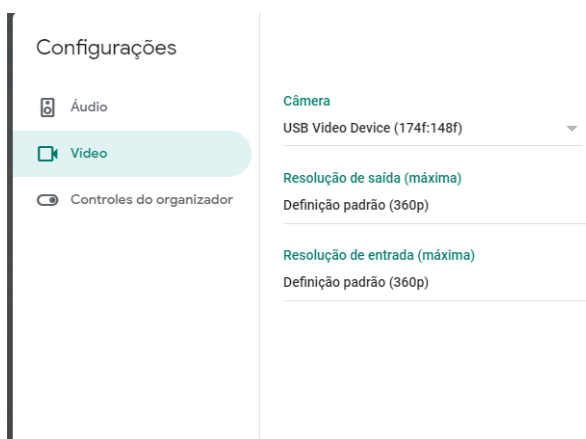 Configurações
Áudio
Vídeo
Controles do organizador
Câmera
USB Video Device (174f:148f)
Resolução de saída (máxima)
Definição padrão (360p)
Resolução de entrada (máxima)
Definição padrão (360p)